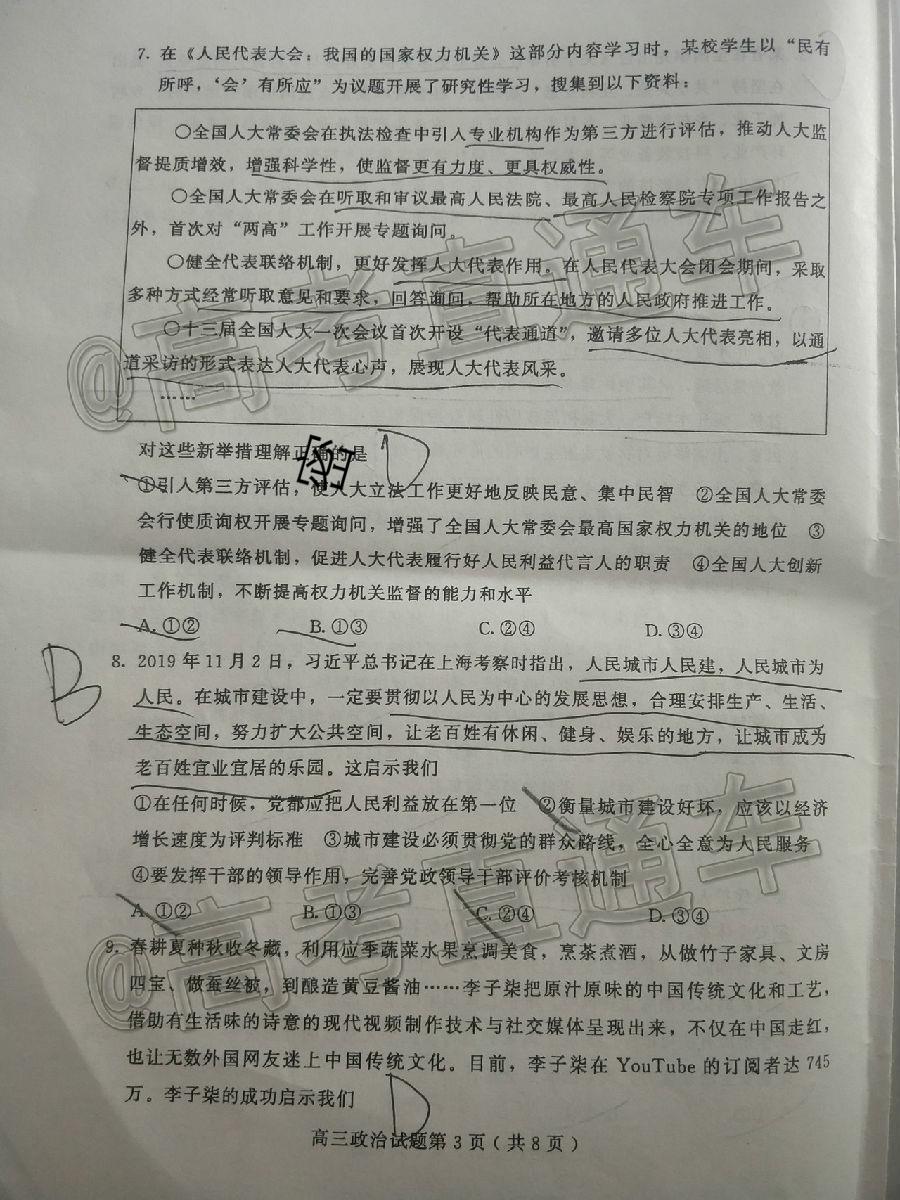 7. 在《人民代表大会：我国的国家权力机关》这部分内容学习时，某校学生以“民有
所呼，‘会’有所应”为议题开展了研究性学习，搜集到以下资料：
○全国人大常委会在执法检查中引入专业机构作为第三方进行评估，推动人大监
督提质增效，增强科学性，使监督更有力度、更具权威性。
○全国人大常委会在听取和审议最高人民法院、最高人民检察院专项工作报告之
外，首次对“两高”工作开展专题询问。
○健全代表联络机制，更好发挥人大代表作用。在人民代表大会闭会期间，采取
多种方式经常听取意见和要求，回答询问，帮助所在地方的人民政府推进工作。
○十三届全国人大一次会议首次开设“代表通道”，邀请多位人大代表亮相，以通
道采访的形式表达人大代表心声，展现人大代表风采。
……
对这些新举措理解正确的是
D
①引入第三方评估，使人大立法工作更好地反映民意、集中民智 ②全国人大常委
会行使质询权开展专题询问，增强了全国人大常委会最高国家权力机关的地位 ③
健全代表联络机制，促进人大代表履行好人民利益代言人的职责 ④全国人大创新
工作机制，不断提高权力机关监督的能力和水平
A. ①② B. ①③ C. ②④ D. ③④
B
8. 2019 年 11 月 2 日，习近平总书记在上海考察时指出，人民城市人民建，人民城市为
人民。在城市建设中，一定要贯彻以人民为中心的发展思想，合理安排生产、生活、
生态空间，努力扩大公共空间，让老百姓有休闲、健身、娱乐的地方，让城市成为
老百姓宜业宜居的乐园。这启示我们
①在任何时候，党都应把人民利益放在第一位 ②衡量城市建设好坏，应该以经济
增长速度为评判标准 ③城市建设必须贯彻党的群众路线，全心全意为人民服务
④要发挥干部的领导作用，完善党政领导干部评价考核机制
A. ①② B. ①③ C. ②④ D. ③④
9. 春耕夏种秋收冬藏，利用应季蔬菜水果烹调美食，烹茶煮酒，从做竹子家具、文房
四宝、做蚕丝被，到酿造黄豆酱油……李子柒把原汁原味的中国传统文化和工艺，
借助有生活味的诗意的现代视频制作技术与社交媒体呈现出来，不仅在中国走红，
也让无数外国网友迷上中国传统文化。目前，李子柒在 YouTube 的订阅者达 745
万。李子柒的成功启示我们
D
高三政治试题第 3 页（共 8 页）
@高考直通车
@高考直通车